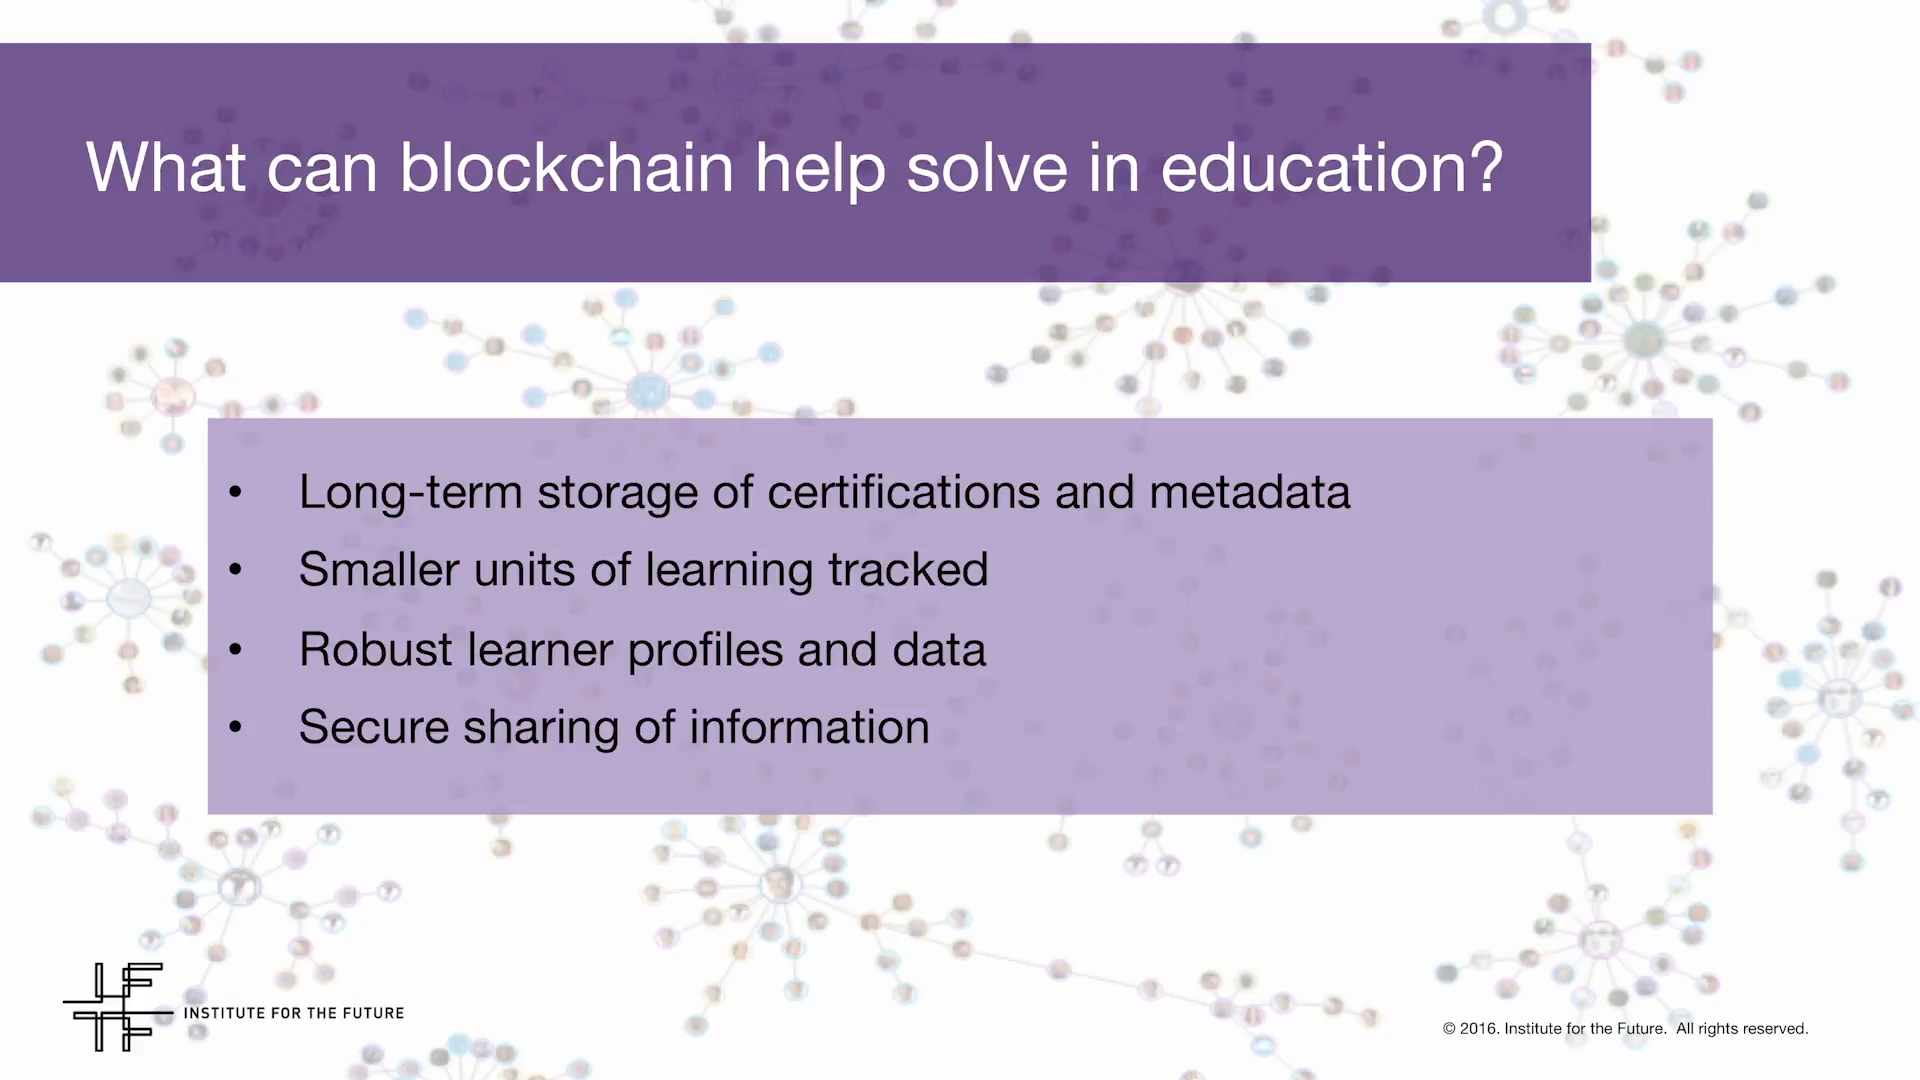 What can blockchain help solve in education?
• Long-term storage of certifications and metadata
• Smaller units of learning tracked
• Robust learner profiles and data
• Secure sharing of information
INSTITUTE FOR THE FUTURE
© 2016. Institute for the Future. All rights reserved.